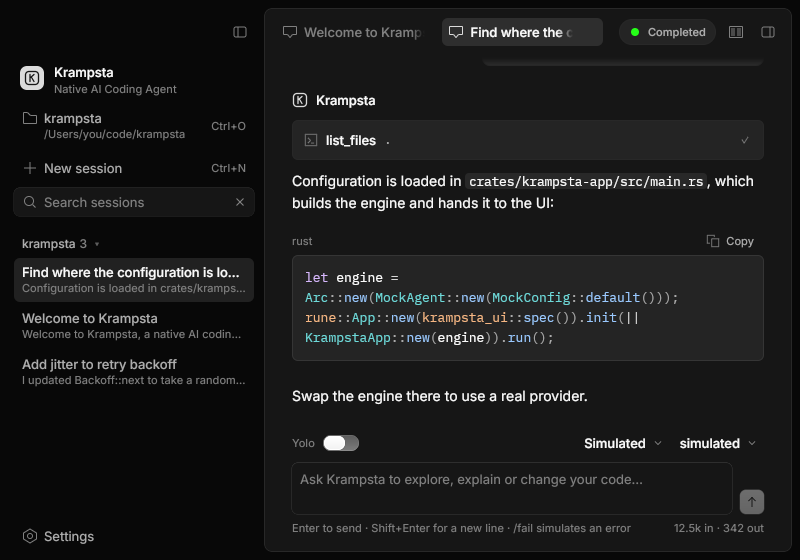 Krampsta
Native AI Coding Agent
krampsta
/Users/you/code/krampsta
Ctrl+O
New session
Ctrl+N
Search sessions
krampsta 3
Find where the configuration is lo...
Configuration is loaded in crates/kramps...
Welcome to Krampsta
Welcome to Krampsta, a native AI codin...
Add jitter to retry backoff
I updated Backoff::next to take a random...
Settings
Welcome to Kramp
Find where the c
Completed
K Krampsta
list_files .
Configuration is loaded in crates/krampsta-app/src/main.rs, which
builds the engine and hands it to the UI:
rust
Copy
let engine =
Arc::new(MockAgent::new(MockConfig::default()));
rune::App::new(krampsta_ui::spec()).init(||
KrampstaApp::new(engine)).run();
Swap the engine there to use a real provider.
Yolo
Simulated
simulated
Ask Krampsta to explore, explain or change your code...
Enter to send · Shift+Enter for a new line · /fail simulates an error
12.5k in · 342 out